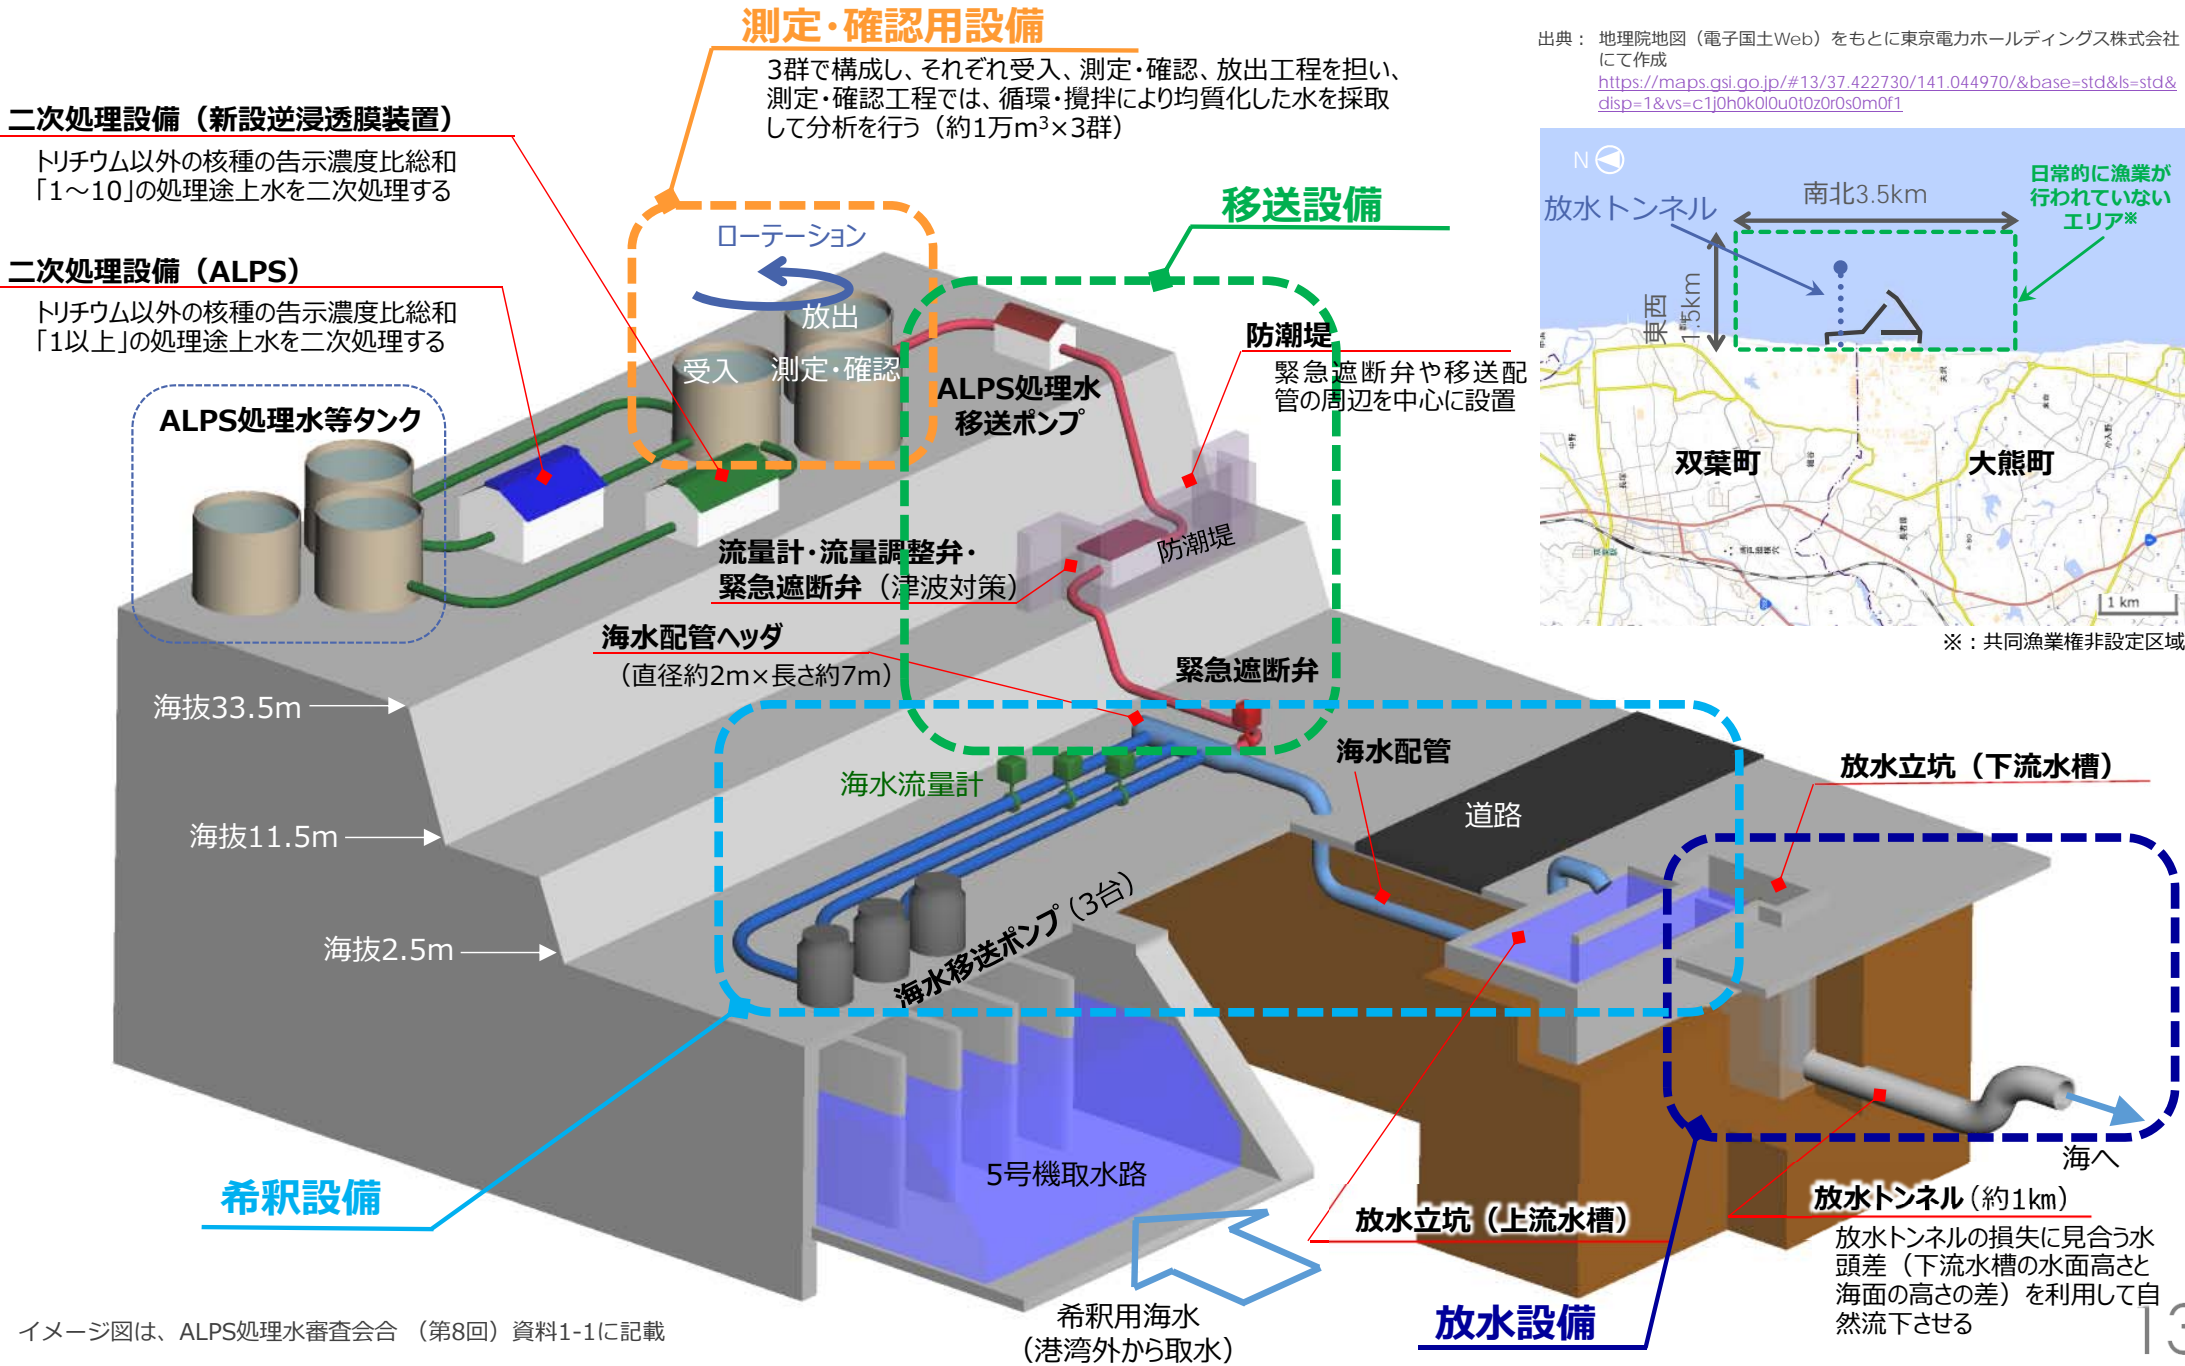 測定・確認用設備
3群で構成し、それぞれ受入、測定・確認、放出工程を担い、
測定・確認工程では、循環・攪拌により均質化した水を採取
して分析を行う（約1万m³×3群）
出典： 地理院地図（電子国土Web）をもとに東京電力ホールディングス株式会社
にて作成
https://maps.gsi.go.jp/#13/37.422730/141.044970/&base=std&ls=std&
disp=1&vs=c1j0h0k0l0u0t0z0r0s0m0f1
二次処理設備（新設逆浸透膜装置）
トリチウム以外の核種の告示濃度比総和
「1～10」の処理途上水を二次処理する
二次処理設備（ALPS）
トリチウム以外の核種の告示濃度比総和
「1以上」の処理途上水を二次処理する
ALPS処理水等タンク
ローテーション
放出
受入
測定・確認
移送設備
ALPS処理水
移送ポンプ
防潮堤
緊急遮断弁や移送配
管の周辺を中心に設置
防潮堤
流量計・流量調整弁・
緊急遮断弁（津波対策）
海水配管ヘッダ
（直径約2m×長さ約7m）
緊急遮断弁
N
放水トンネル
南北3.5km
東西
1.5km
日常的に漁業が
行われていない
エリア※
双葉町
大熊町
1 km
※：共同漁業権非設定区域
海抜33.5m
海抜11.5m
海抜2.5m
海水流量計
海水配管
道路
放水立坑（下流水槽）
海水移送ポンプ（3台）
5号機取水路
希釈設備
希釈用海水
（港湾外から取水）
放水立坑（上流水槽）
放水設備
海へ
放水トンネル（約1km）
放水トンネルの損失に見合う水
頭差（下流水槽の水面高さと
海面の高さの差）を利用して自
然流下させる
イメージ図は、ALPS処理水審査会合 （第8回）資料1-1に記載
13